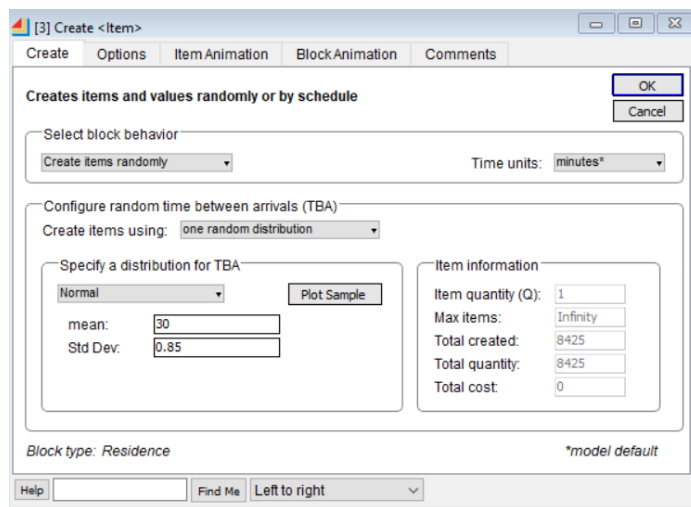 [3] Create <Item>
Create Options Item Animation Block Animation Comments
Creates items and values randomly or by schedule
OK
Cancel
Select block behavior
Create items randomly Time units: minutes*
Configure random time between arrivals (TBA)
Create items using: one random distribution
Specify a distribution for TBA
Normal Plot Sample
mean: 30
Std Dev: 0.85
Item information
Item quantity (Q): 1
Max items: Infinity
Total created: 8425
Total quantity: 8425
Total cost: 0
Block type: Residence *model default
Help Find Me Left to right